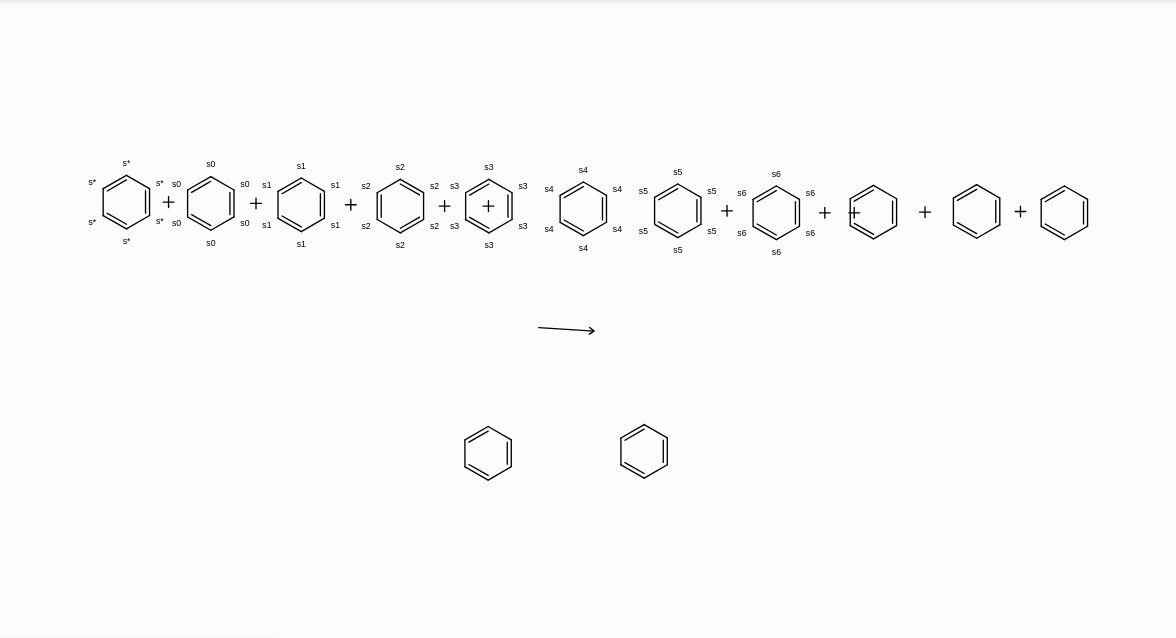 s* s0 s1 s2 s3 s4 s5 s6
s* s* s0 s0 s1 s1 s2 s2 s3 s3 s4 s4 s5 s5 s6 s6
+ + + + + + + + + +
s* s* s0 s0 s1 s1 s2 s2 s3 s3 s4 s4 s5 s5 s6 s6
s* s0 s1 s2 s3 s4 s5 s6